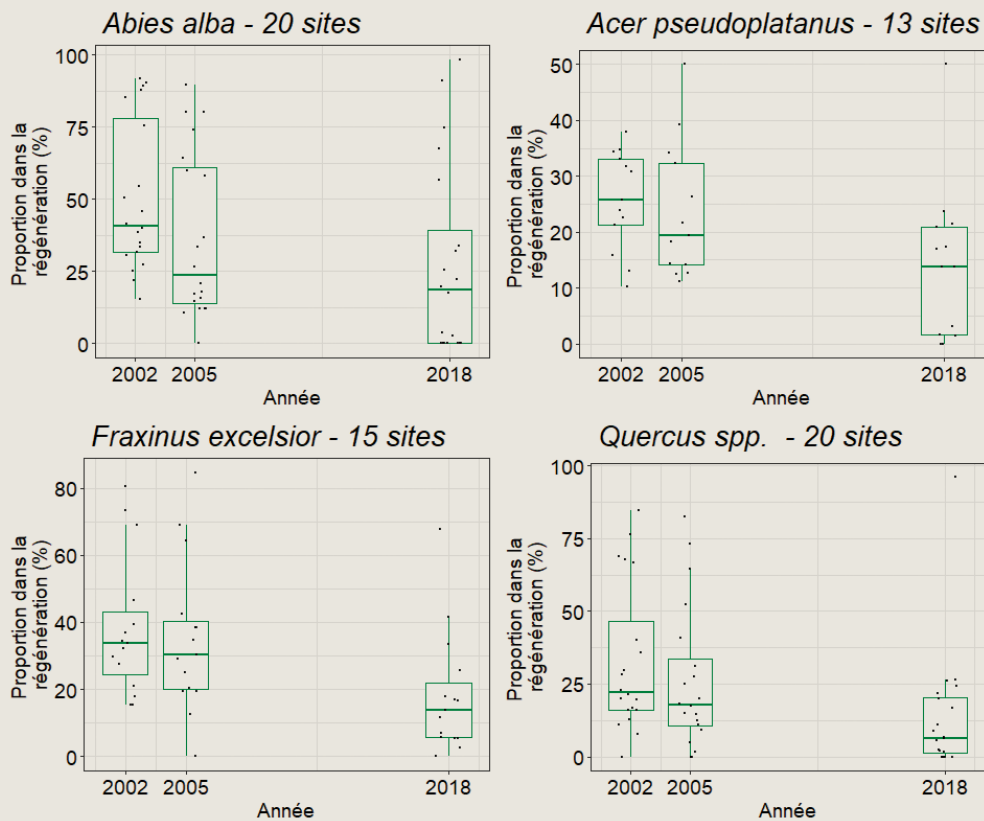 Abies alba - 20 sites
Proportion dans la
régénération (%)
100
75
50
25
0
2002 2005 2018
Année
Acer pseudoplatanus - 13 sites
Proportion dans la
régénération (%)
50
40
30
20
10
0
2002 2005 2018
Année
Fraxinus excelsior - 15 sites
Proportion dans la
régénération (%)
80
60
40
20
0
2002 2005 2018
Année
Quercus spp. - 20 sites
Proportion dans la
régénération (%)
100
75
50
25
0
2002 2005 2018
Année